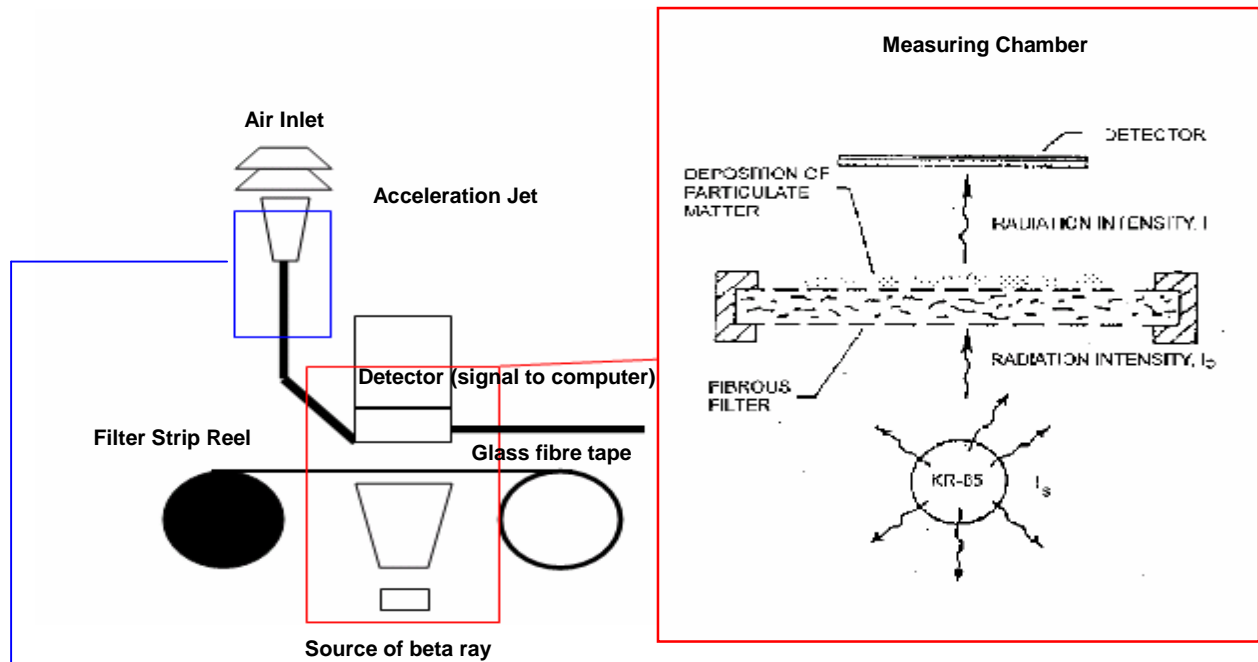 Measuring Chamber
Air Inlet
Acceleration Jet
Detector (signal to computer)
Filter Strip Reel
Glass fibre tape
Source of beta ray
DETECTOR
DEPOSITION OF
PARTICULATE
MATTER
RADIATION INTENSITY, I
RADIATION INTENSITY, I
FIBROUS
FILTER
KR-85
I_s